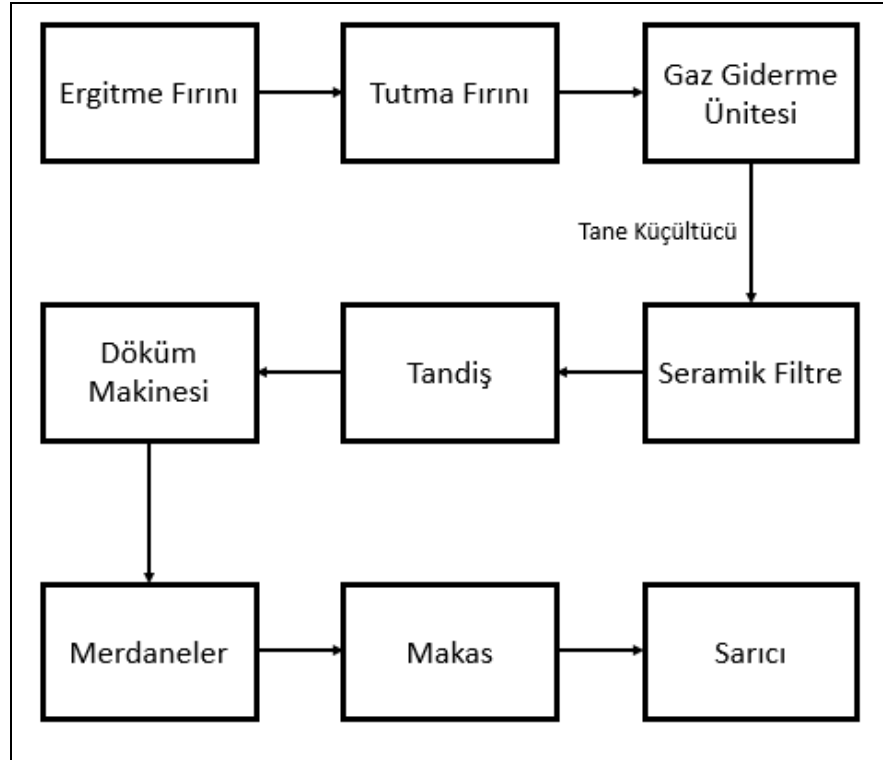 Ergitme Fırını
Tutma Fırını
Gaz Giderme
Ünitesi
Tane Küçültücü
Döküm
Makinesi
Tandiş
Seramik Filtre
Merdaneler
Makas
Sarıcı